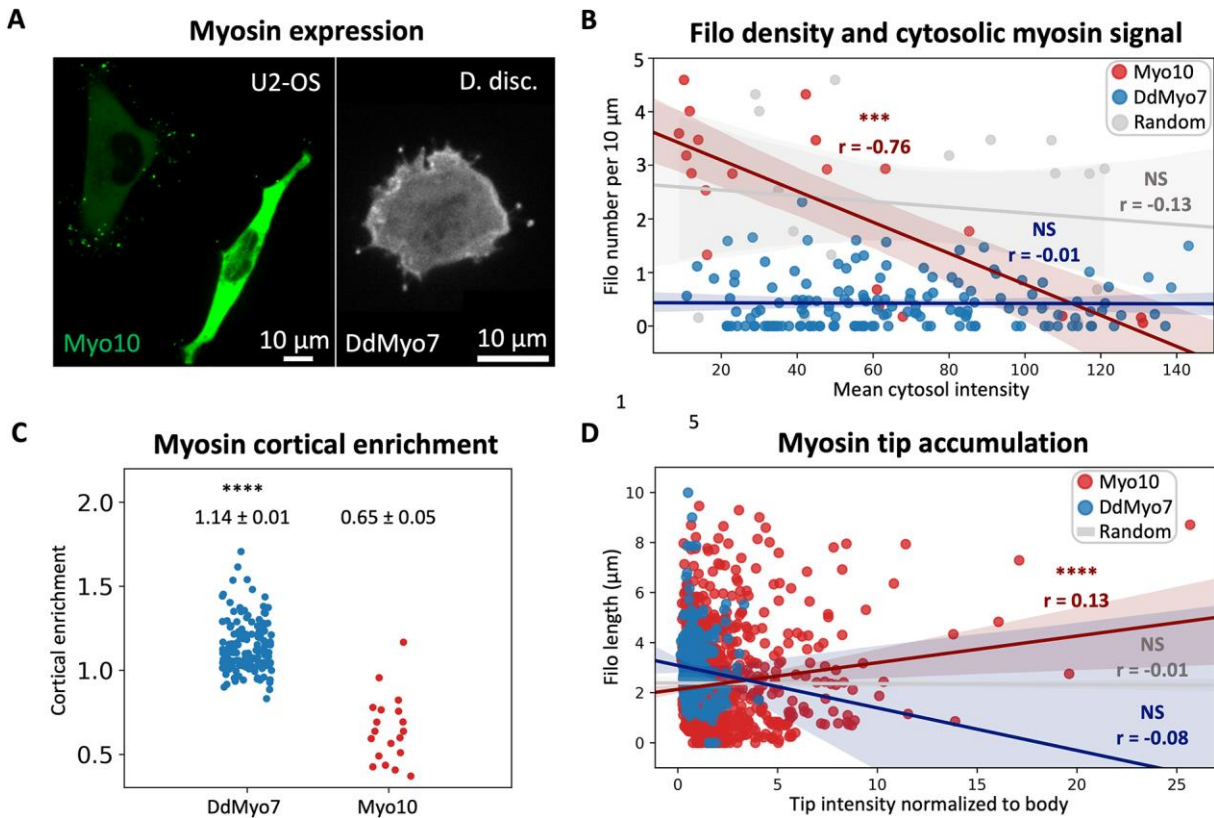 A
Myosin expression
U2-OS
D. disc.
Myo10
10 µm
DdMyo7
10 µm
B
Filo density and cytosolic myosin signal
Filo number per 10 µm
5
4
3
2
1
0
Myo10
DdMyo7
Random
***
r = -0.76
NS
r = -0.13
NS
r = -0.01
20 40 60 80 100 120 140
Mean cytosol intensity
1
5
C
Myosin cortical enrichment
Cortical enrichment
2.0
1.5
1.0
0.5
****
1.14 ± 0.01
0.65 ± 0.05
DdMyo7 Myo10
D
Myosin tip accumulation
Filo length (µm)
10
8
6
4
2
0
Myo10
DdMyo7
Random
****
r = 0.13
NS
r = -0.01
NS
r = -0.08
0 5 10 15 20 25
Tip intensity normalized to body